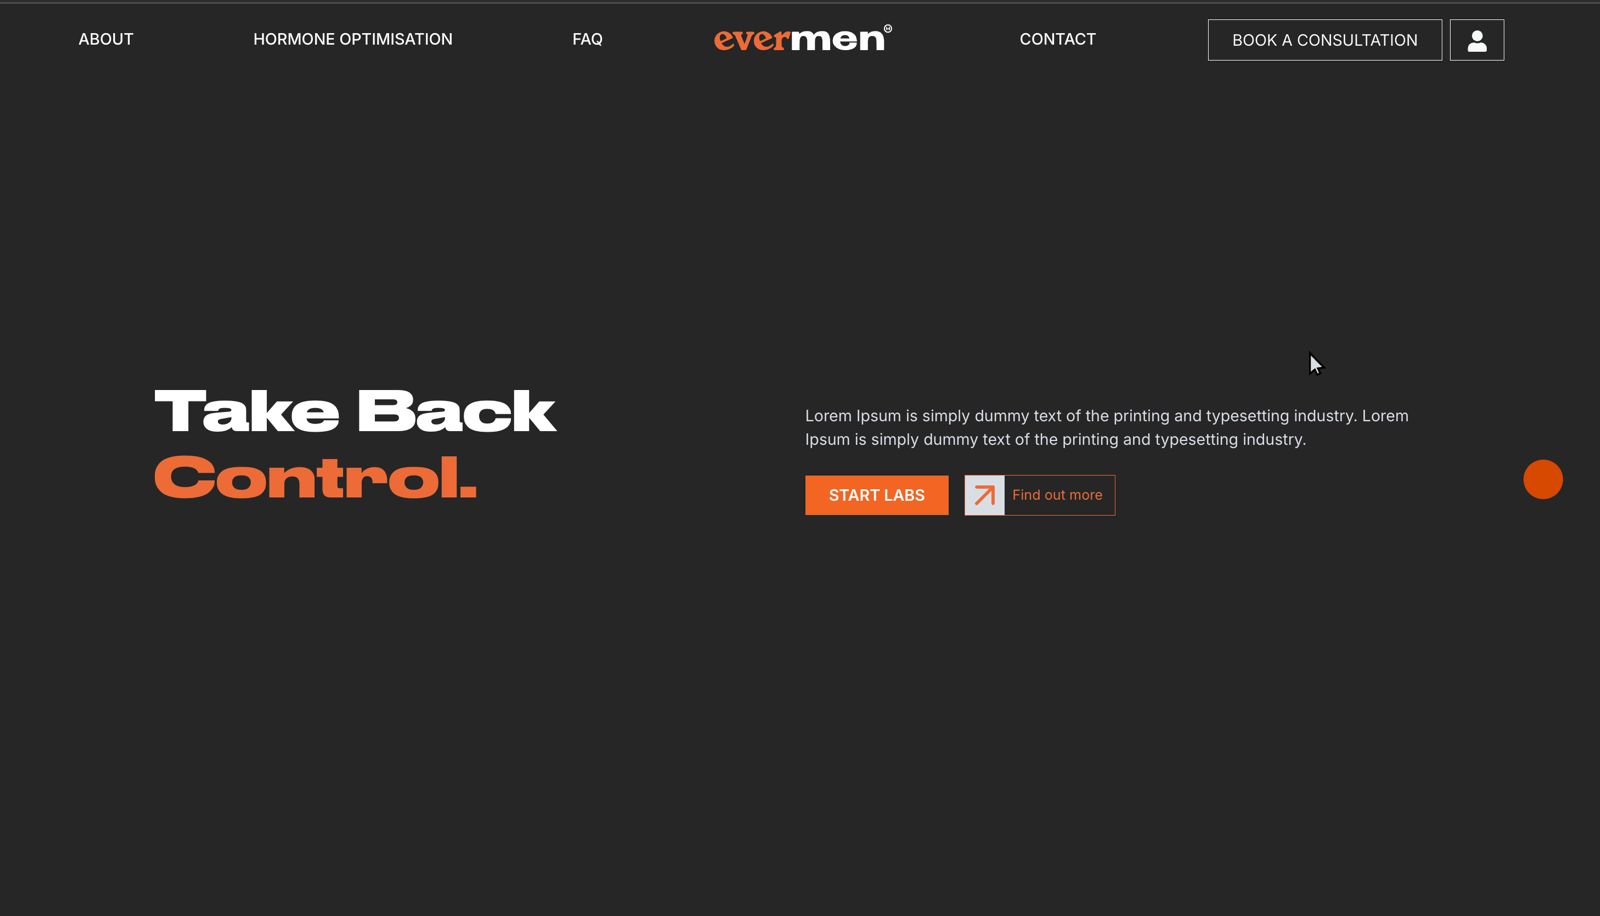 ABOUT
HORMONE OPTIMISATION
FAQ
evermen
CONTACT
BOOK A CONSULTATION
Take Back
Control.
Lorem Ipsum is simply dummy text of the printing and typesetting industry. Lorem
Ipsum is simply dummy text of the printing and typesetting industry.
START LABS
Find out more